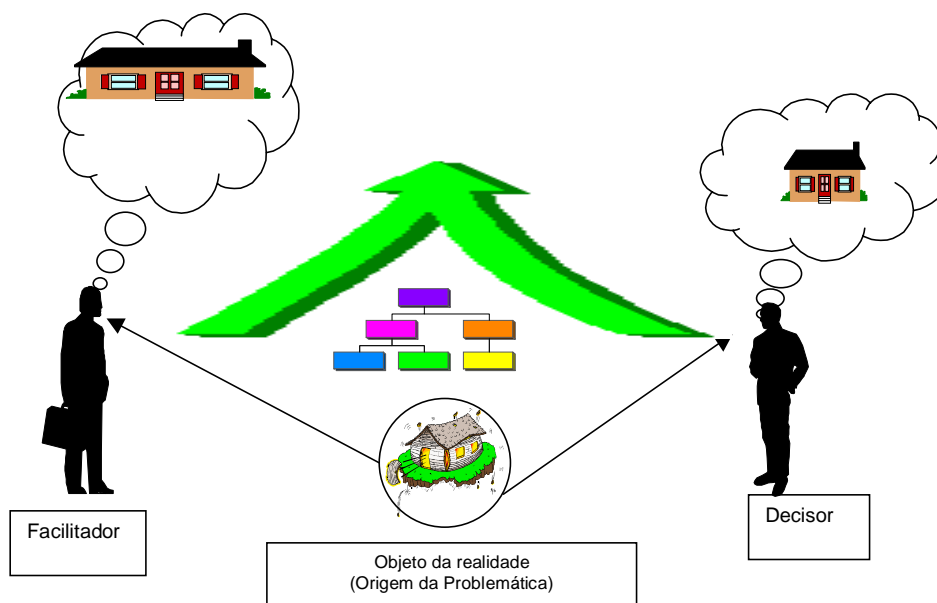 Facilitador
Decisor
Objeto da realidade
(Origem da Problemática)